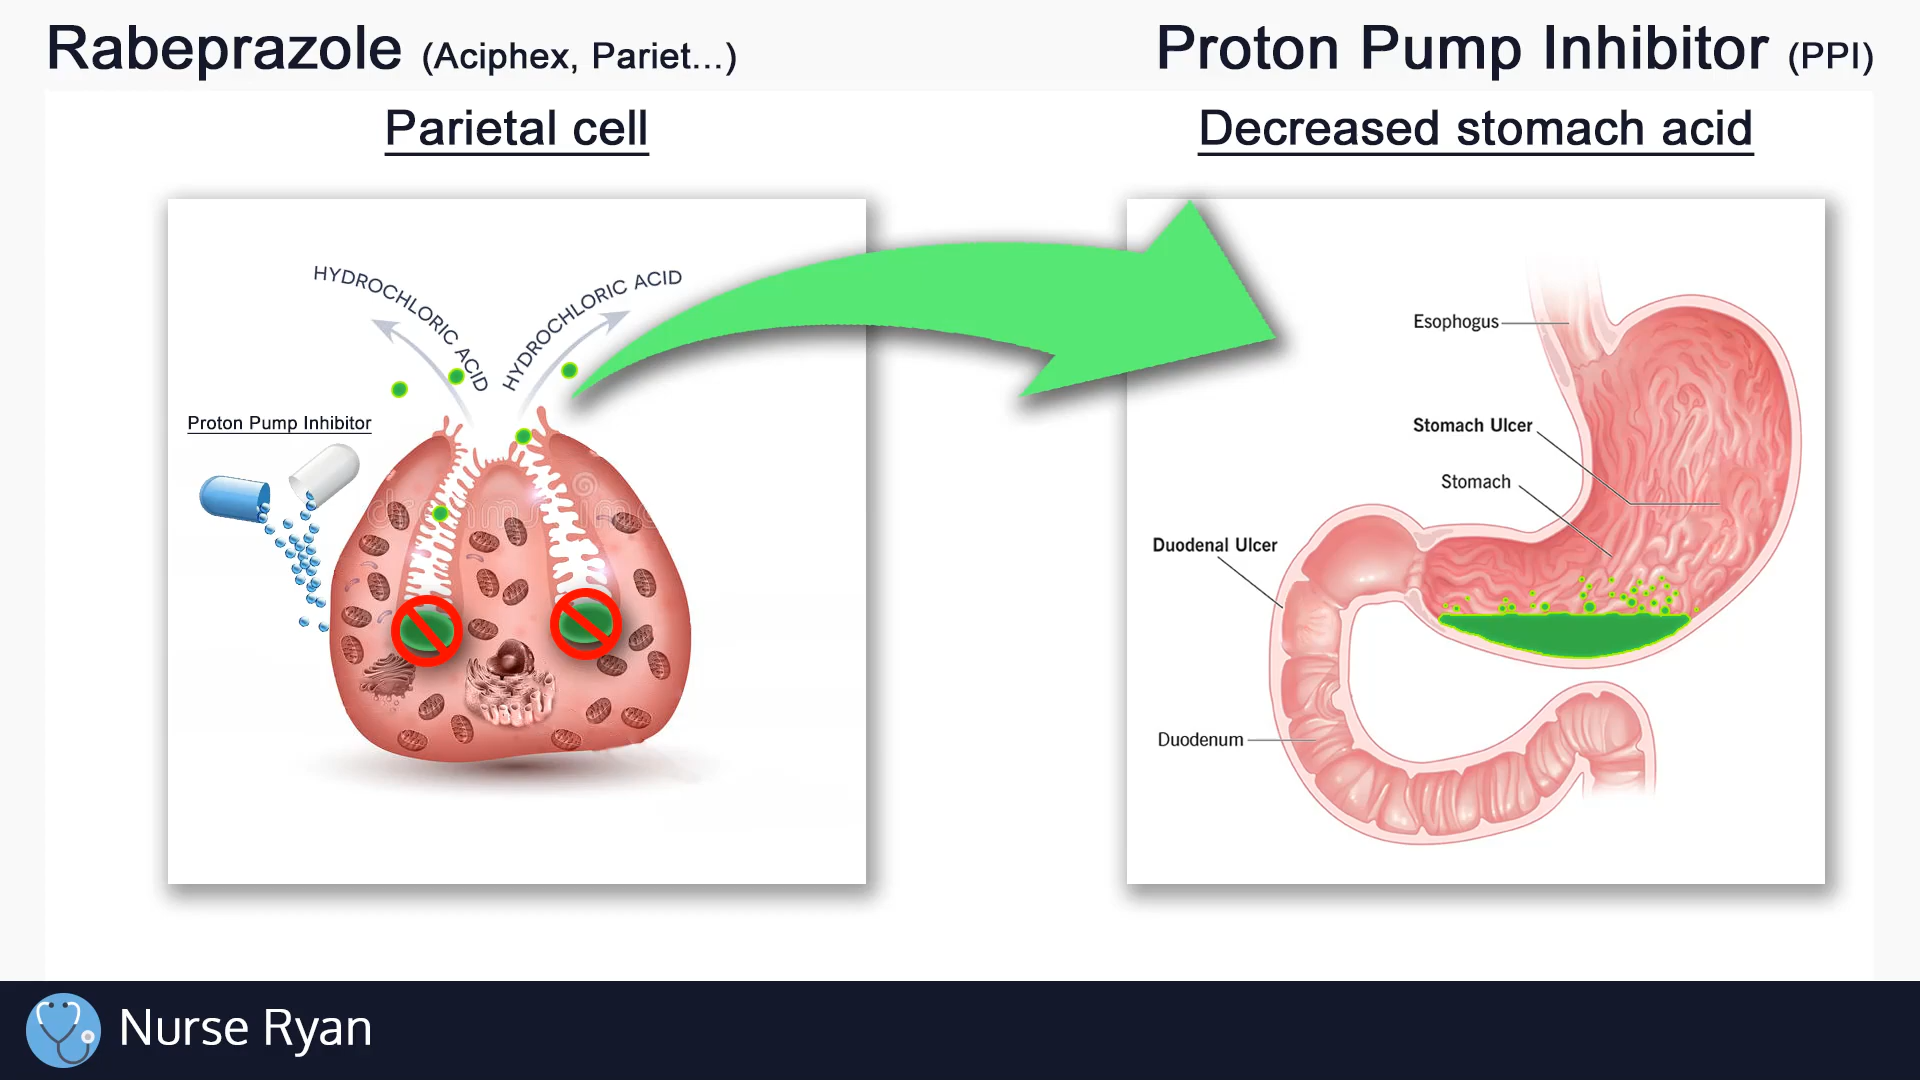 Rabeprazole (Aciphex, Pariet...)
Proton Pump Inhibitor (PPI)
Parietal cell
Decreased stomach acid
HYDROCHLORIC ACID
HYDROCHLORIC ACID
Proton Pump Inhibitor
Esophogus
Stomach Ulcer
Stomach
Duodenal Ulcer
Duodenum
Nurse Ryan